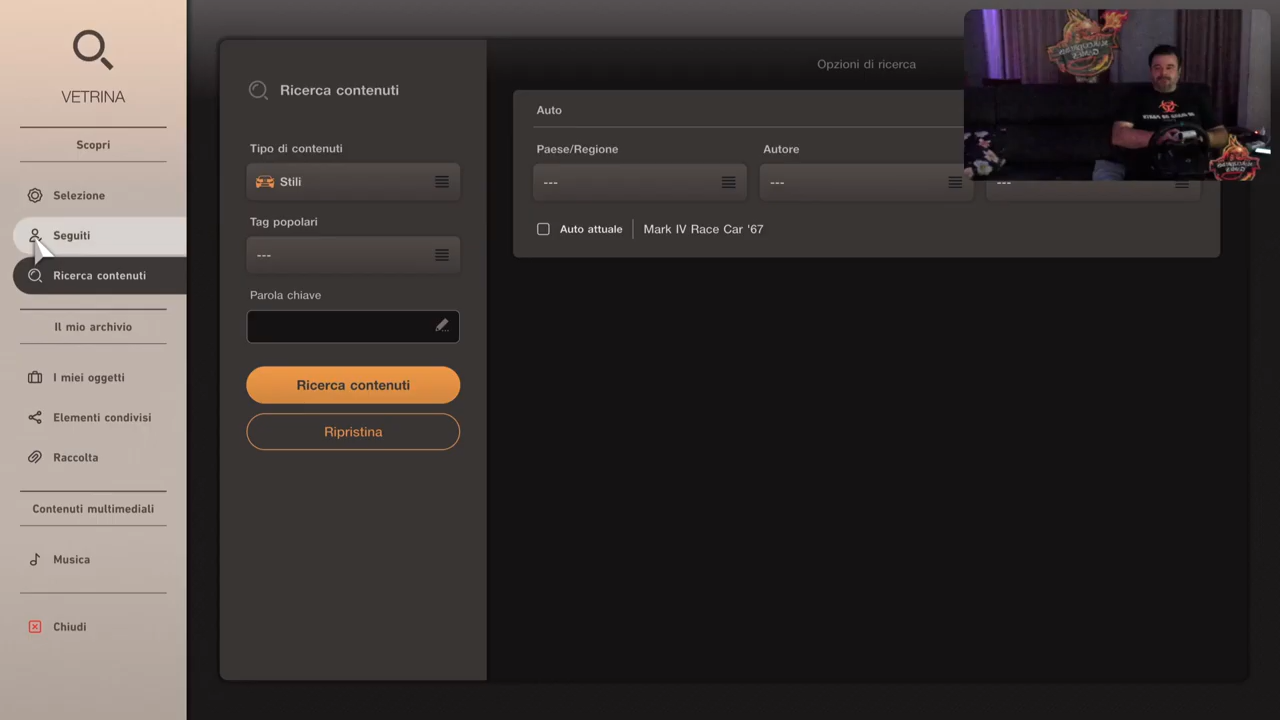 VETRINA
Scopri
Selezione
Seguiti
Ricerca contenuti
Il mio archivio
I miei oggetti
Elementi condivisi
Raccolta
Contenuti multimediali
Musica
Chiudi
Ricerca contenuti
Tipo di contenuti
Stili
Tag popolari
---
Parola chiave
Ricerca contenuti
Ripristina
Opzioni di ricerca
Auto
Paese/Regione
Autore
---
---
---
Auto attuale
Mark IV Race Car '67